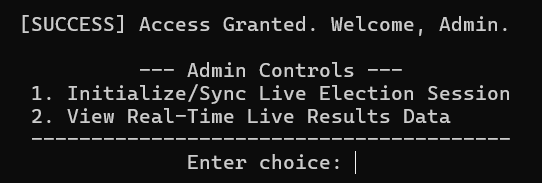 [SUCCESS] Access Granted. Welcome, Admin.
--- Admin Controls ---
1. Initialize/Sync Live Election Session
2. View Real-Time Live Results Data
----------------------------------------
Enter choice: